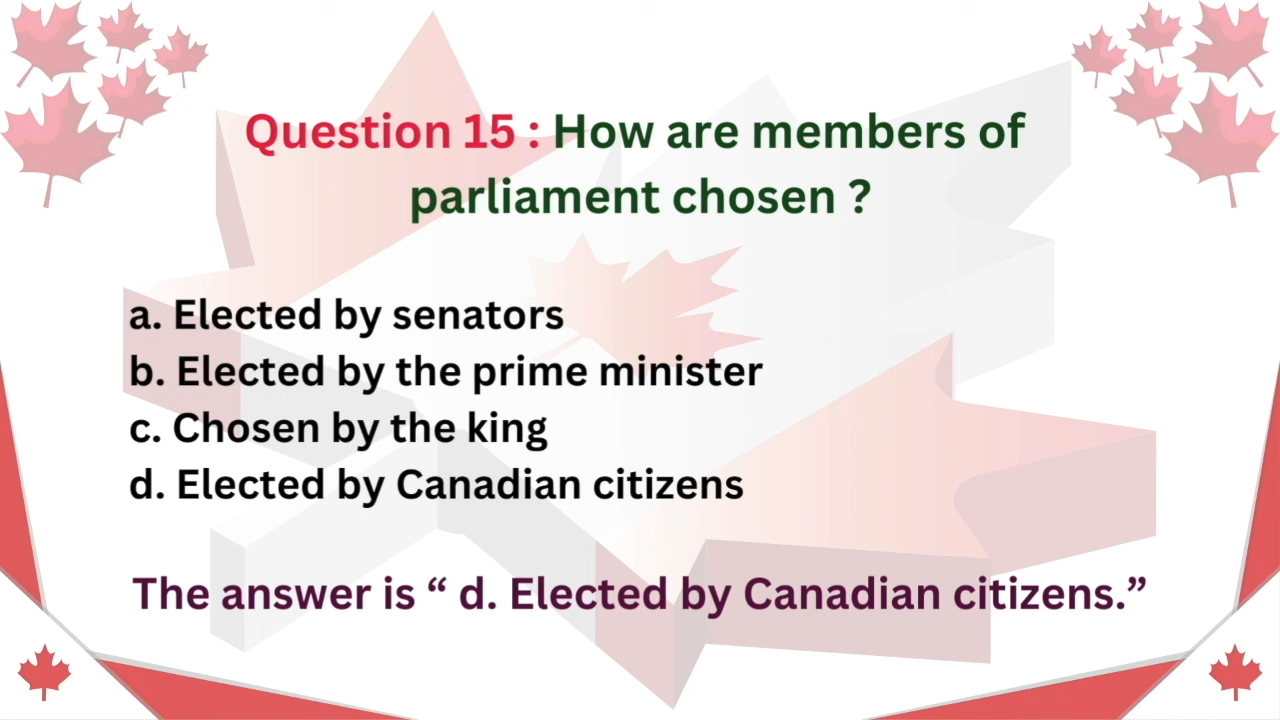 Question 15 : How are members of
parliament chosen ?
a. Elected by senators
b. Elected by the prime minister
c. Chosen by the king
d. Elected by Canadian citizens
The answer is “ d. Elected by Canadian citizens.”